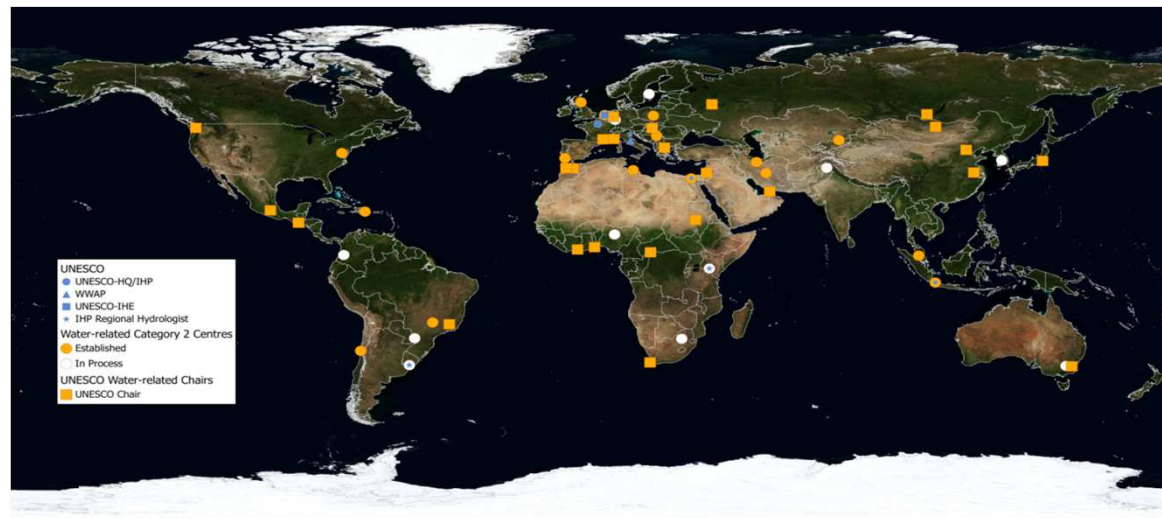 UNESCO
UNESCO-HQ/IHP
WWAP
UNESCO-IHE
IHP Regional Hydrologist
Water-related Category 2 Centres
Established
In Process
UNESCO Water-related Chairs
UNESCO Chair